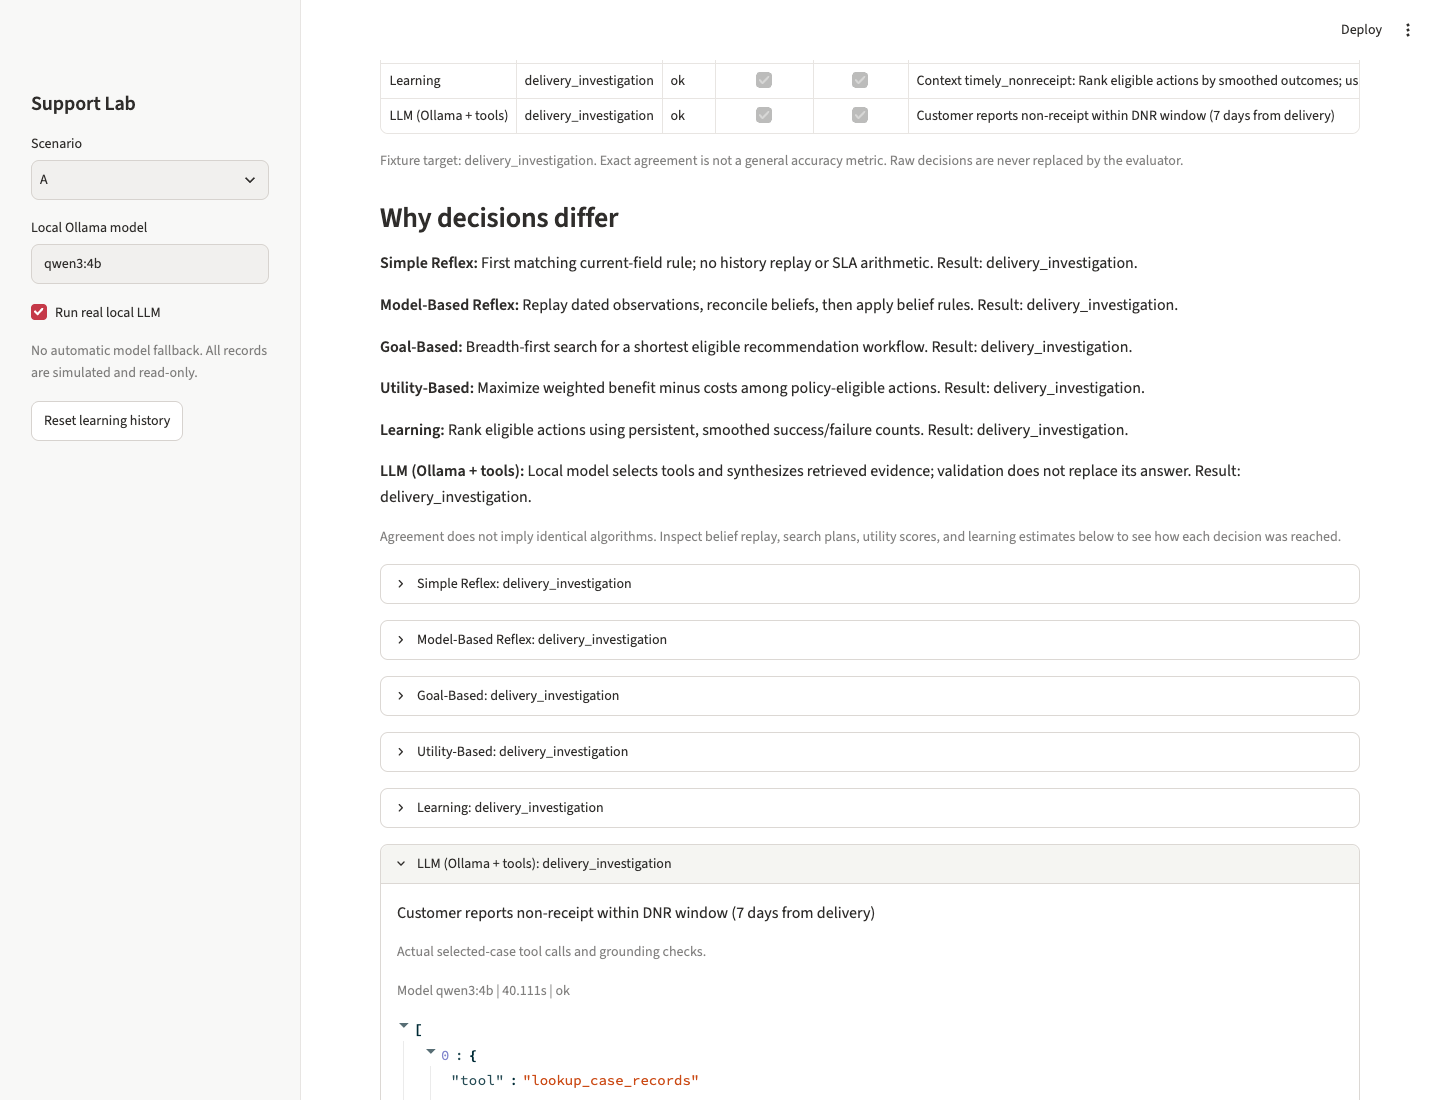 Deploy
Support Lab
Scenario
A
Local Ollama model
qwen3:4b
Run real local LLM
No automatic model fallback. All records
are simulated and read-only.
Reset learning history
Learning delivery_investigation ok Context timely_nonreceipt: Rank eligible actions by smoothed outcomes; us
LLM (Ollama + tools) delivery_investigation ok Customer reports non-receipt within DNR window (7 days from delivery)
Fixture target: delivery_investigation. Exact agreement is not a general accuracy metric. Raw decisions are never replaced by the evaluator.
Why decisions differ
Simple Reflex: First matching current-field rule; no history replay or SLA arithmetic. Result: delivery_investigation.
Model-Based Reflex: Replay dated observations, reconcile beliefs, then apply belief rules. Result: delivery_investigation.
Goal-Based: Breadth-first search for a shortest eligible recommendation workflow. Result: delivery_investigation.
Utility-Based: Maximize weighted benefit minus costs among policy-eligible actions. Result: delivery_investigation.
Learning: Rank eligible actions using persistent, smoothed success/failure counts. Result: delivery_investigation.
LLM (Ollama + tools): Local model selects tools and synthesizes retrieved evidence; validation does not replace its answer. Result:
delivery_investigation.
Agreement does not imply identical algorithms. Inspect belief replay, search plans, utility scores, and learning estimates below to see how each decision was reached.
Simple Reflex: delivery_investigation
Model-Based Reflex: delivery_investigation
Goal-Based: delivery_investigation
Utility-Based: delivery_investigation
Learning: delivery_investigation
LLM (Ollama + tools): delivery_investigation
Customer reports non-receipt within DNR window (7 days from delivery)
Actual selected-case tool calls and grounding checks.
Model qwen3:4b | 40.111s | ok
[
0 : {
"tool" : "lookup_case_records"